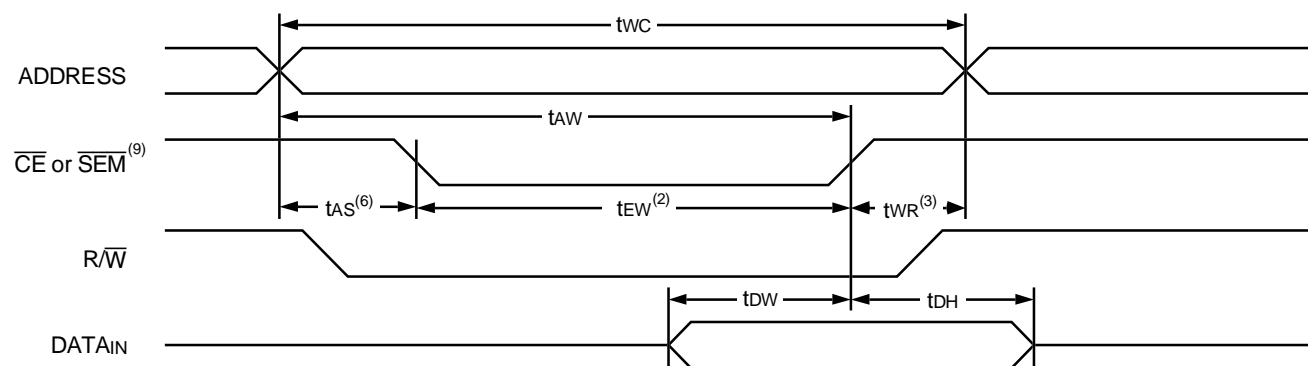 tWC
ADDRESS
tAW
CE or SEM(9)
tAS(6)
tEW(2)
tWR(3)
R/W
tDW
tDH
DATAIN